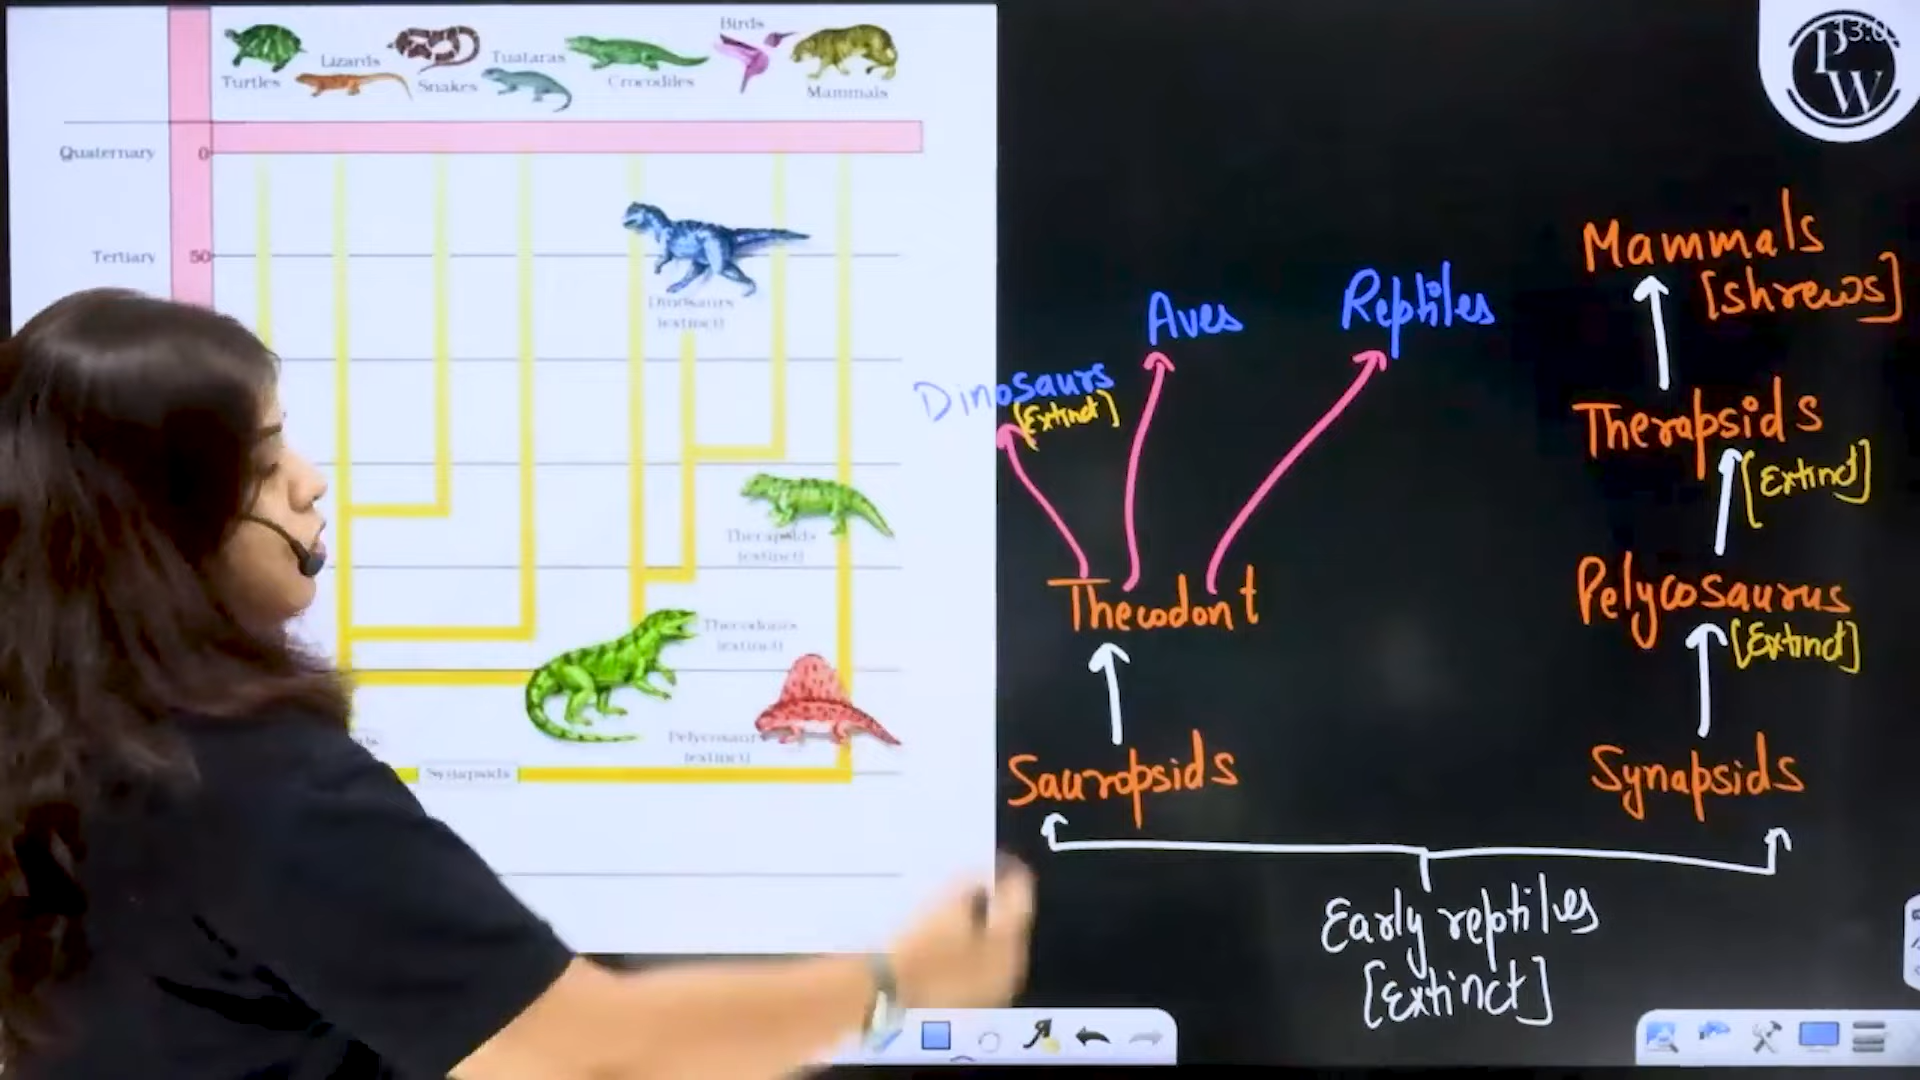 Birds
Lizards
Tuataras
Turtles
Snakes
Crocodiles
Mammals
Quaternary
0
Tertiary
50
Dinosaurs
(extinct)
Therapsids
(extinct)
Thecodonts
(extinct)
Pelycosaurs
(extinct)
Synapsids
PW
Mammals
[shrews]
Aves
Reptiles
Dinosaurs
[Extinct]
Therapsids
[Extinct]
Thecodont
Pelycosaurus
[Extinct]
Sauropsids
Synapsids
Early reptiles
[Extinct]